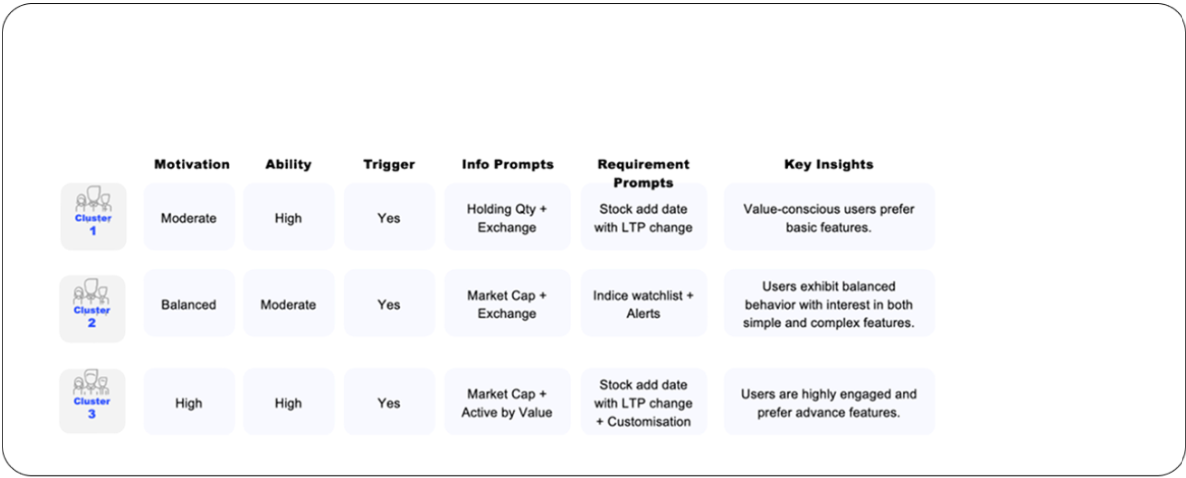 Motivation Ability Trigger Info Prompts Requirement Key Insights
Prompts
Cluster
1
Moderate
High
Yes
Holding Qty +
Exchange
Stock add date
with LTP change
Value-conscious users prefer
basic features.
Cluster
2
Balanced
Moderate
Yes
Market Cap +
Exchange
Indice watchlist +
Alerts
Users exhibit balanced
behavior with interest in both
simple and complex features.
Cluster
3
High
High
Yes
Market Cap +
Active by Value
Stock add date
with LTP change
+ Customisation
Users are highly engaged and
prefer advance features.